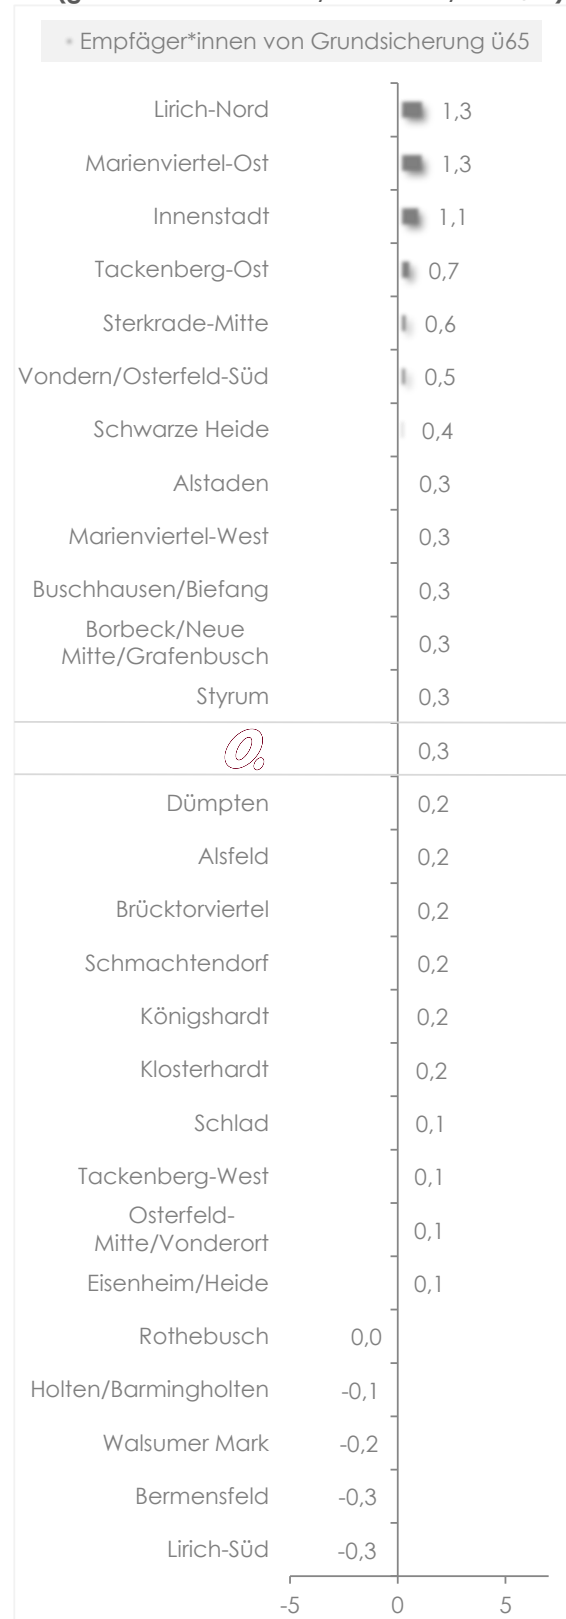 Empfäger*innen von Grundsicherung ü65
Lirich-Nord 1,3
Marienviertel-Ost 1,3
Innenstadt 1,1
Tackenberg-Ost 0,7
Sterkrade-Mitte 0,6
Vondern/Osterfeld-Süd 0,5
Schwarze Heide 0,4
Alstaden 0,3
Marienviertel-West 0,3
Buschhausen/Biefang 0,3
Borbeck/Neue
Mitte/Grafenbusch 0,3
Styrum 0,3
0,3
Dümpten 0,2
Alsfeld 0,2
Brücktorviertel 0,2
Schmachtendorf 0,2
Königshardt 0,2
Klosterhardt 0,2
Schlad 0,1
Tackenberg-West 0,1
Osterfeld-
Mitte/Vonderort 0,1
Eisenheim/Heide 0,1
Rothebusch 0,0
Holten/Barmingholten -0,1
Walsumer Mark -0,2
Bermensfeld -0,3
Lirich-Süd -0,3
-5 0 5